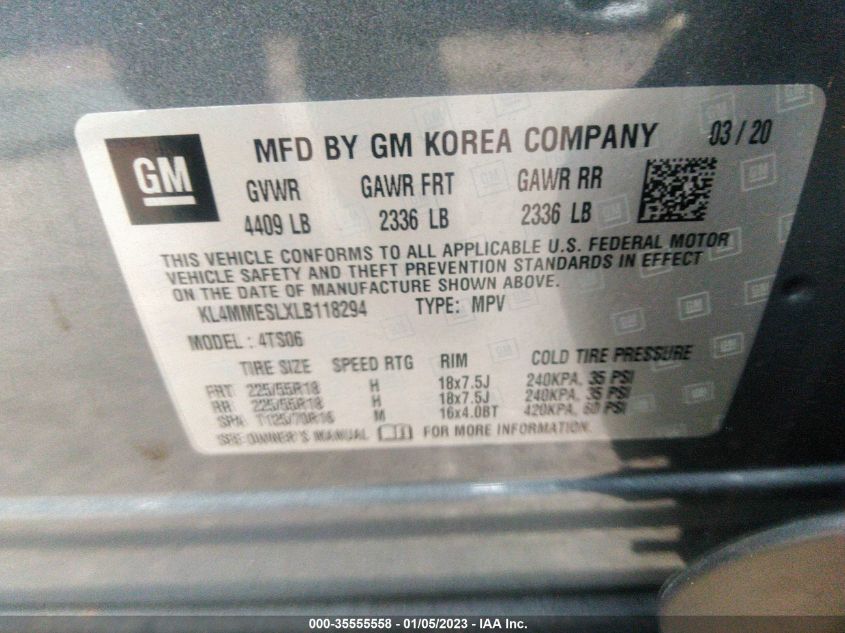 GM
MFD BY GM KOREA COMPANY 03/20
GVWR GAWR FRT GAWR RR
4409 LB 2336 LB 2336 LB
THIS VEHICLE CONFORMS TO ALL APPLICABLE U.S. FEDERAL MOTOR
VEHICLE SAFETY AND THEFT PREVENTION STANDARDS IN EFFECT
ON THE DATE OF MANUFACTURE SHOWN ABOVE.
KL4MMESLXLB118294 TYPE: MPV
MODEL: 4TS06
TIRE SIZE SPEED RTG RIM COLD TIRE PRESSURE
FRT: 225/55R18 H 18x7.5J 240KPA, 35 PSI
RR: 225/55R18 H 18x7.5J 240KPA, 35 PSI
SPA: T125/70R16 M 16x4.0BT 420KPA, 60 PSI
SEE OWNER'S MANUAL FOR MORE INFORMATION.
000-35555558 - 01/05/2023 - © IAA Inc.